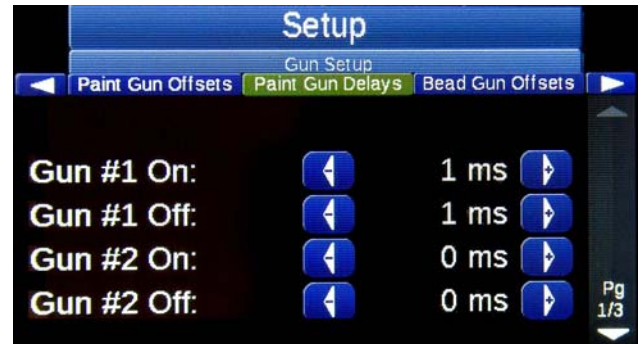 Setup
Gun Setup
Paint Gun Offsets Paint Gun Delays Bead Gun Offsets
Gun #1 On: - 1 ms +
Gun #1 Off: - 1 ms +
Gun #2 On: - 0 ms +
Gun #2 Off: - 0 ms +
Pg
1/3